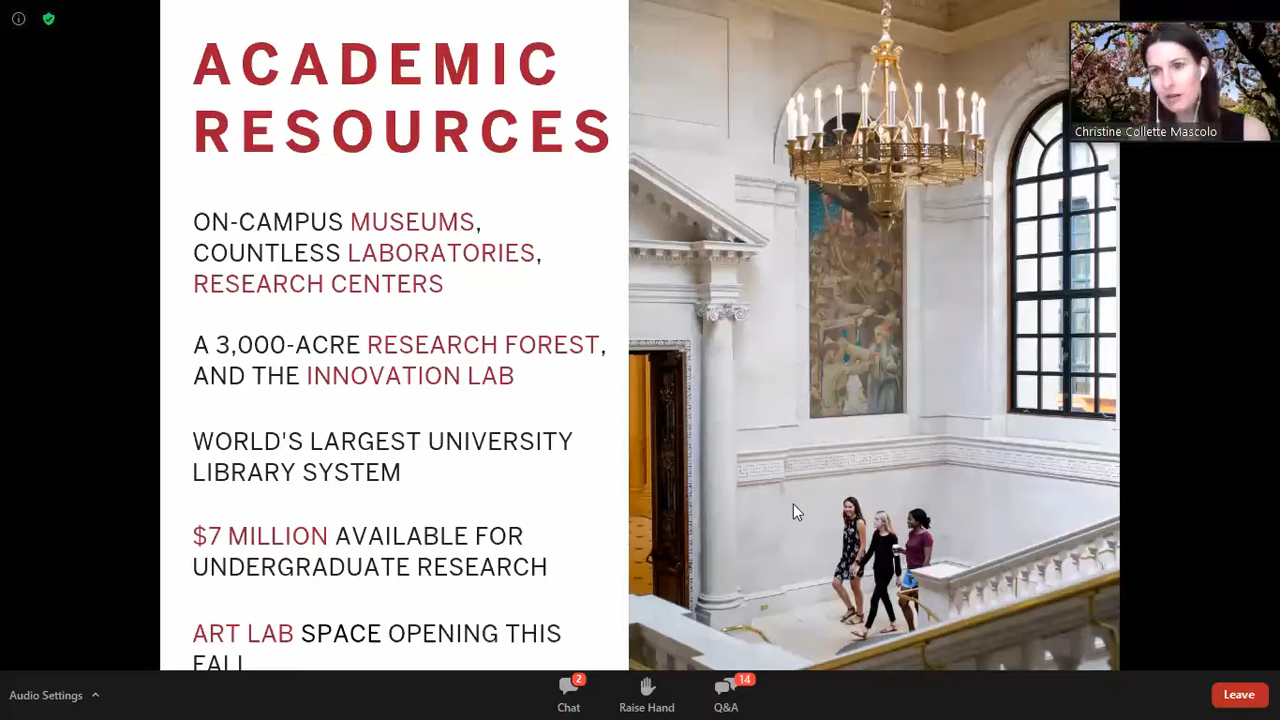 ACADEMIC
RESOURCES
ON-CAMPUS MUSEUMS,
COUNTLESS LABORATORIES,
RESEARCH CENTERS
A 3,000-ACRE RESEARCH FOREST,
AND THE INNOVATION LAB
WORLD'S LARGEST UNIVERSITY
LIBRARY SYSTEM
$7 MILLION AVAILABLE FOR
UNDERGRADUATE RESEARCH
ART LAB SPACE OPENING THIS
FALL
Christine Collette Mascolo
Audio Settings
2
Chat
Raise Hand
14
Q&A
Leave